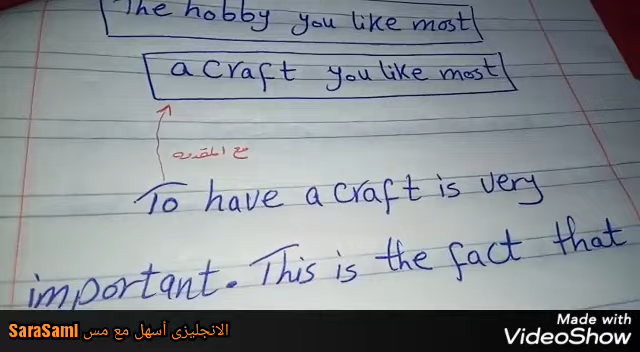 The hobby you like most
a craft you like most
مع المقدمة
To have a craft is very
important. This is the fact that
الانجليزى أسهل مع مس SaraSamI
Made with
VideoShow